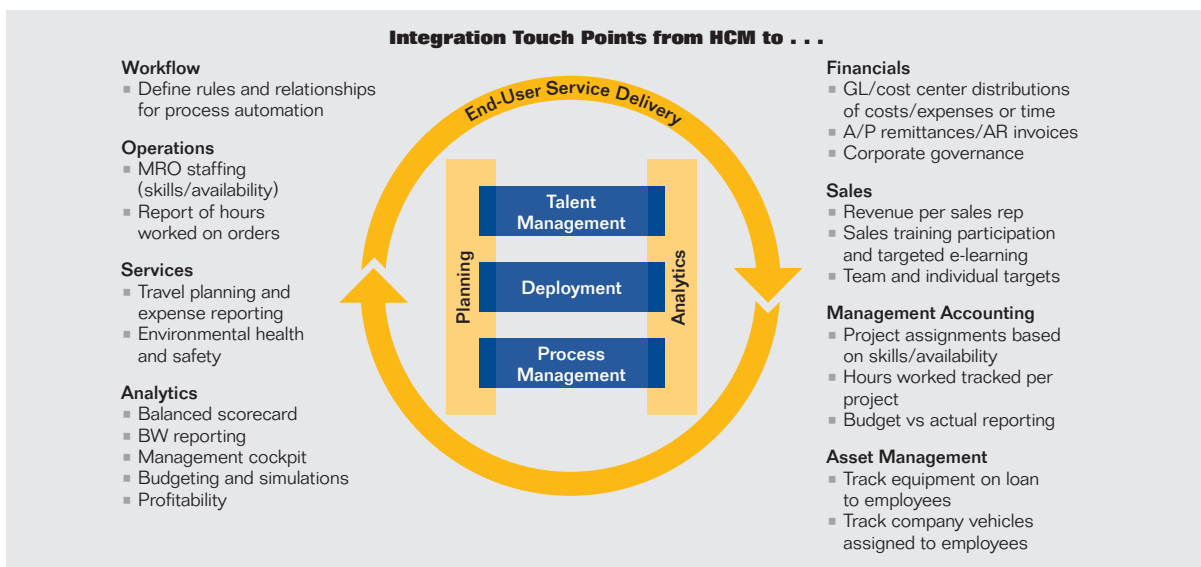 Integration Touch Points from HCM to . . .
Workflow
▪ Define rules and relationships
for process automation
Operations
▪ MRO staffing
(skills/availability)
▪ Report of hours
worked on orders
Services
▪ Travel planning and
expense reporting
▪ Environmental health
and safety
Analytics
▪ Balanced scorecard
▪ BW reporting
▪ Management cockpit
▪ Budgeting and simulations
▪ Profitability
End-User Service Delivery
Planning
Talent
Management
Deployment
Process
Management
Analytics
Financials
▪ GL/cost center distributions
of costs/expenses or time
▪ A/P remittances/AR invoices
▪ Corporate governance
Sales
▪ Revenue per sales rep
▪ Sales training participation
and targeted e-learning
▪ Team and individual targets
Management Accounting
▪ Project assignments based
on skills/availability
▪ Hours worked tracked per
project
▪ Budget vs actual reporting
Asset Management
▪ Track equipment on loan
to employees
▪ Track company vehicles
assigned to employees